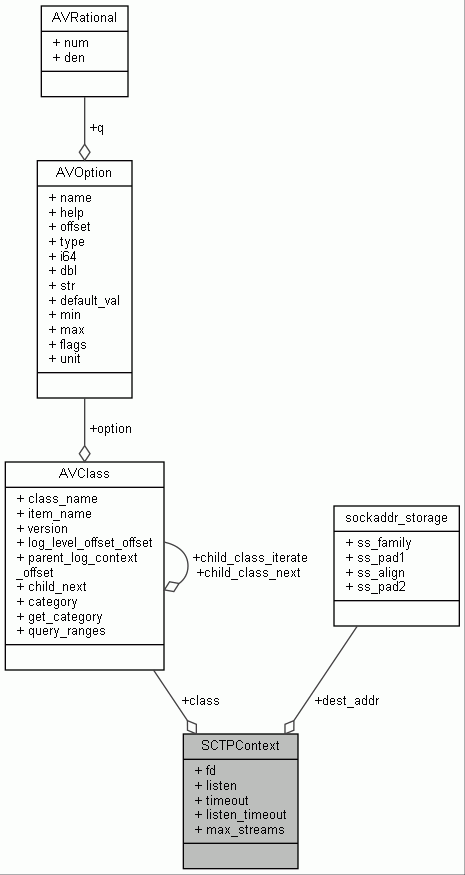 AVRational
+ num
+ den
+q
AVOption
+ name
+ help
+ offset
+ type
+ i64
+ dbl
+ str
+ default_val
+ min
+ max
+ flags
+ unit
+option
AVClass
+ class_name
+ item_name
+ version
+ log_level_offset_offset
+ parent_log_context
_offset
+ child_next
+ category
+ get_category
+ query_ranges
+child_class_iterate
+child_class_next
sockaddr_storage
+ ss_family
+ ss_pad1
+ ss_align
+ ss_pad2
+class
+dest_addr
SCTPContext
+ fd
+ listen
+ timeout
+ listen_timeout
+ max_streams